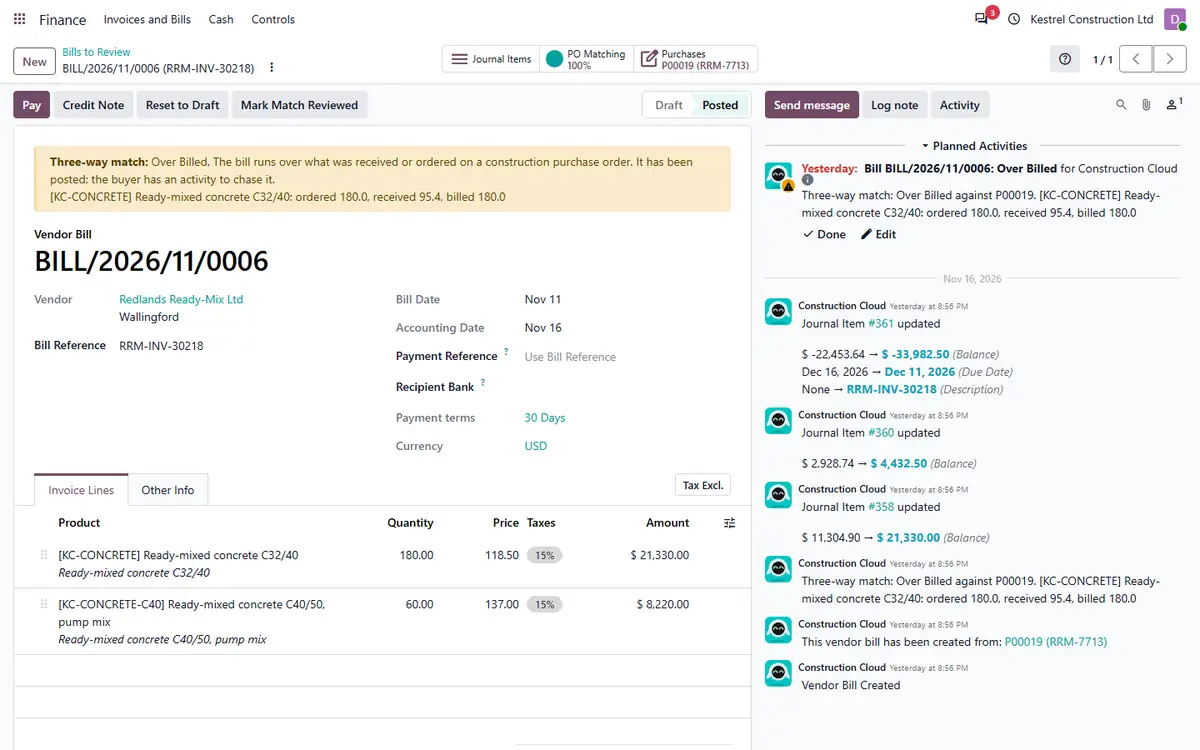 Finance
Invoices and Bills
Cash
Controls
3
Kestrel Construction Ltd
D
New
Bills to Review
BILL/2026/11/0006 (RRM-INV-30218)
Journal Items
PO Matching
100%
Purchases
P00019 (RRM-7713)
1 / 1
Pay
Credit Note
Reset to Draft
Mark Match Reviewed
Draft
Posted
Send message
Log note
Activity
1
Three-way match: Over Billed. The bill runs over what was received or ordered on a construction purchase order. It has been
posted; the buyer has an activity to chase it.
[KC-CONCRETE] Ready-mixed concrete C32/40: ordered 180.0, received 95.4, billed 180.0
Vendor Bill
BILL/2026/11/0006
Vendor
Redlands Ready-Mix Ltd
Wallingford
Bill Reference
RRM-INV-30218
Bill Date
Nov 11
Accounting Date
Nov 16
Payment Reference ?
Use Bill Reference
Recipient Bank ?
Payment terms
30 Days
Currency
USD
Invoice Lines
Other Info
Tax Excl.
Product
Quantity
Price
Taxes
Amount
[KC-CONCRETE] Ready-mixed concrete C32/40
Ready-mixed concrete C32/40
180.00
118.50
15%
$ 21,330.00
[KC-CONCRETE-C40] Ready-mixed concrete C40/50,
pump mix
Ready-mixed concrete C40/50, pump mix
60.00
137.00
15%
$ 8,220.00
Planned Activities
Yesterday: Bill BILL/2026/11/0006: Over Billed for Construction Cloud
Three-way match: Over Billed against P00019. [KC-CONCRETE] Ready-
mixed concrete C32/40: ordered 180.0, received 95.4, billed 180.0
Done
Edit
Nov 16, 2026
Construction Cloud Yesterday at 8:56 PM
Journal Item #361 updated
$ -22,453.64 → $ -33,982.50 (Balance)
Dec 16, 2026 → Dec 11, 2026 (Due Date)
None → RRM-INV-30218 (Description)
Construction Cloud Yesterday at 8:56 PM
Journal Item #360 updated
$ 2,928.74 → $ 4,432.50 (Balance)
Construction Cloud Yesterday at 8:56 PM
Journal Item #358 updated
$ 11,304.90 → $ 21,330.00 (Balance)
Construction Cloud Yesterday at 8:56 PM
Three-way match: Over Billed against P00019. [KC-CONCRETE] Ready-
mixed concrete C32/40: ordered 180.0, received 95.4, billed 180.0
Construction Cloud Yesterday at 8:56 PM
This vendor bill has been created from: P00019 (RRM-7713)
Construction Cloud Yesterday at 8:56 PM
Vendor Bill Created